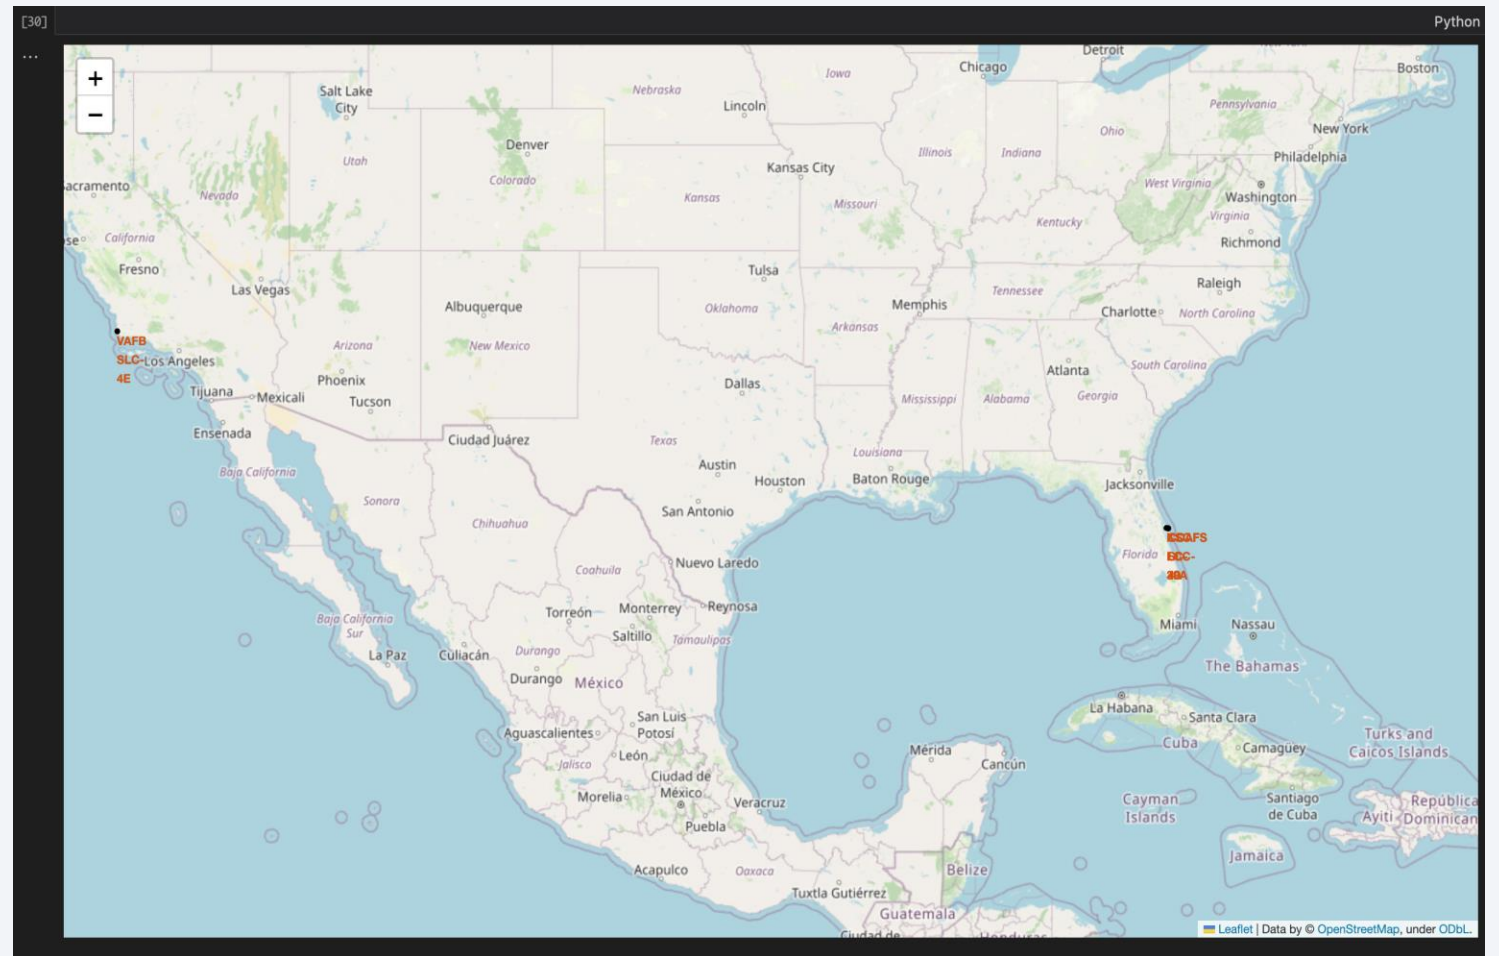 [30]
Python
...
+
−
Detroit
Chicago
Iowa
Boston
Salt Lake
City
Nebraska
Lincoln
Pennsylvania
New York
Ohio
Denver
Illinois
Indiana
Philadelphia
Utah
Kansas City
Colorado
West Virginia
acramento
Nevada
Kansas
Missouri
Washington
Virginia
Kentucky
se
California
Richmond
Fresno
Tulsa
Las Vegas
Raleigh
Tennessee
Albuquerque
Oklahoma
Memphis
Charlotte
North Carolina
Arkansas
VAFB
SLC-
4E
Los Angeles
Arizona
New Mexico
South Carolina
Atlanta
Phoenix
Dallas
Tijuana
Mexicali
Tucson
Mississippi
Alabama
Georgia
Ensenada
Ciudad Juárez
Texas
Louisiana
Baja California
Austin
Houston
Baton Rouge
Jacksonville
Sonora
San Antonio
Chihuahua
Florida
Nuevo Laredo
Coahuila
Torreón
Monterrey
Reynosa
Baja California
Sur
Saltillo
Tamaulipas
Miami
Nassau
La Paz
Culiacán
Durango
The Bahamas
Durango
México
La Habana
San Luis
Potosí
Santa Clara
Aguascalientes
Turks and
Caicos Islands
Cuba
Camagüey
León
Mérida
Cancún
Jalisco
Ciudad de
México
Morelia
Veracruz
Cayman
Islands
Santiago
de Cuba
República
Dominican
Ayiti
Puebla
Jamaica
Acapulco
Oaxaca
Belize
Tuxtla Gutiérrez
Guatemala
Ciudad de
Honduras
Leaflet | Data by © OpenStreetMap, under ODbL.